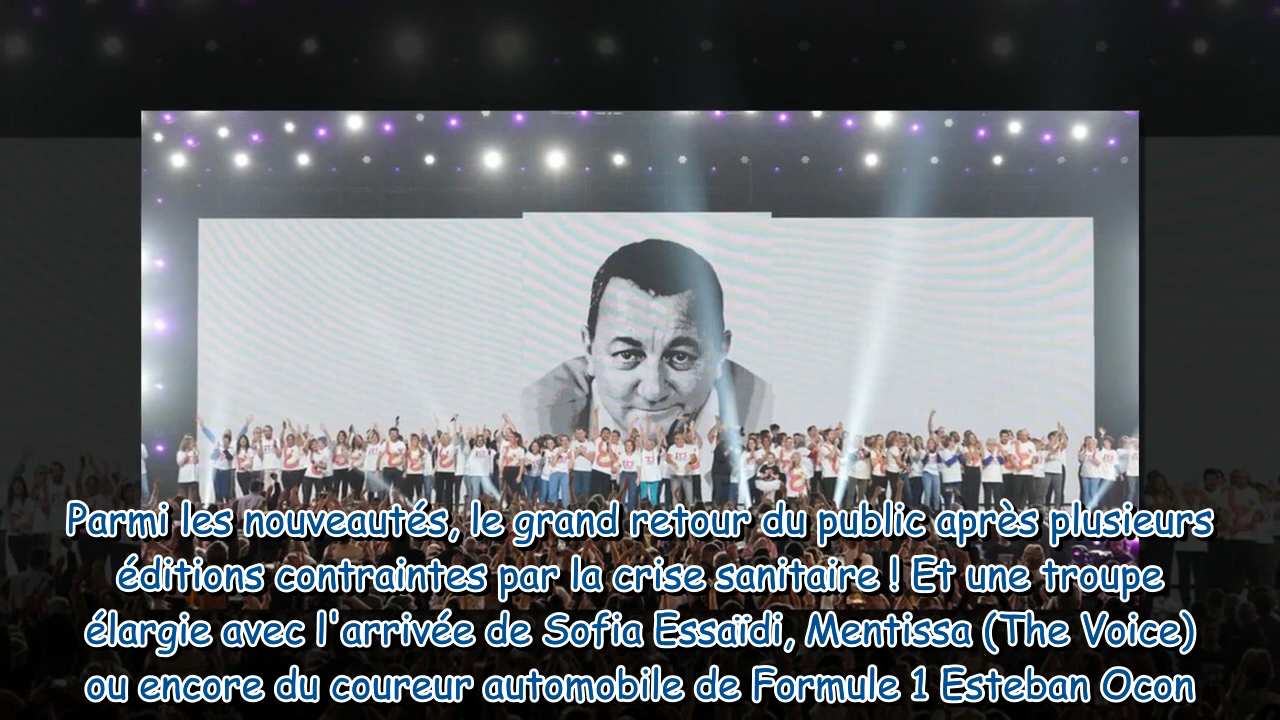 Parmi les nouveautés, le grand retour du public après plusieurs
éditions contraintes par la crise sanitaire ! Et une troupe
élargie avec l'arrivée de Sofia Essaïdi, Mentissa (The Voice)
ou encore du coureur automobile de Formule 1 Esteban Ocon